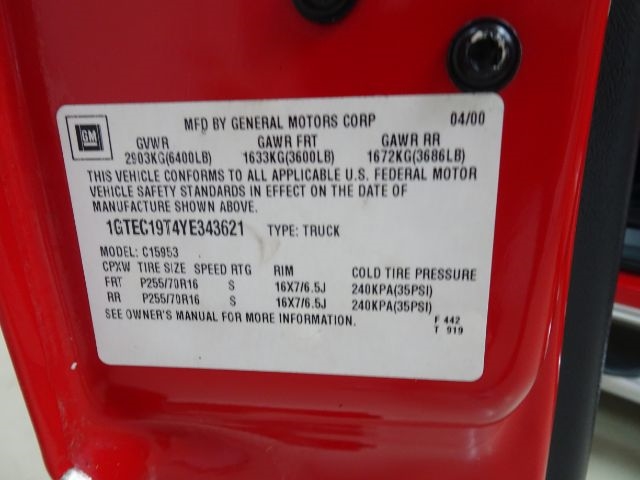 GM
MFD BY GENERAL MOTORS CORP 04/00
GVWR GAWR FRT GAWR RR
2903KG(6400LB) 1633KG(3600LB) 1672KG(3686LB)
THIS VEHICLE CONFORMS TO ALL APPLICABLE U.S. FEDERAL MOTOR
VEHICLE SAFETY STANDARDS IN EFFECT ON THE DATE OF
MANUFACTURE SHOWN ABOVE.
1GTEC19T4YE343621 TYPE: TRUCK
MODEL: C15953
CPXW TIRE SIZE SPEED RTG RIM COLD TIRE PRESSURE
FRT P255/70R16 S 16X7/6.5J 240KPA(35PSI)
RR P255/70R16 S 16X7/6.5J 240KPA(35PSI)
SEE OWNER'S MANUAL FOR MORE INFORMATION.
F 442
T 919